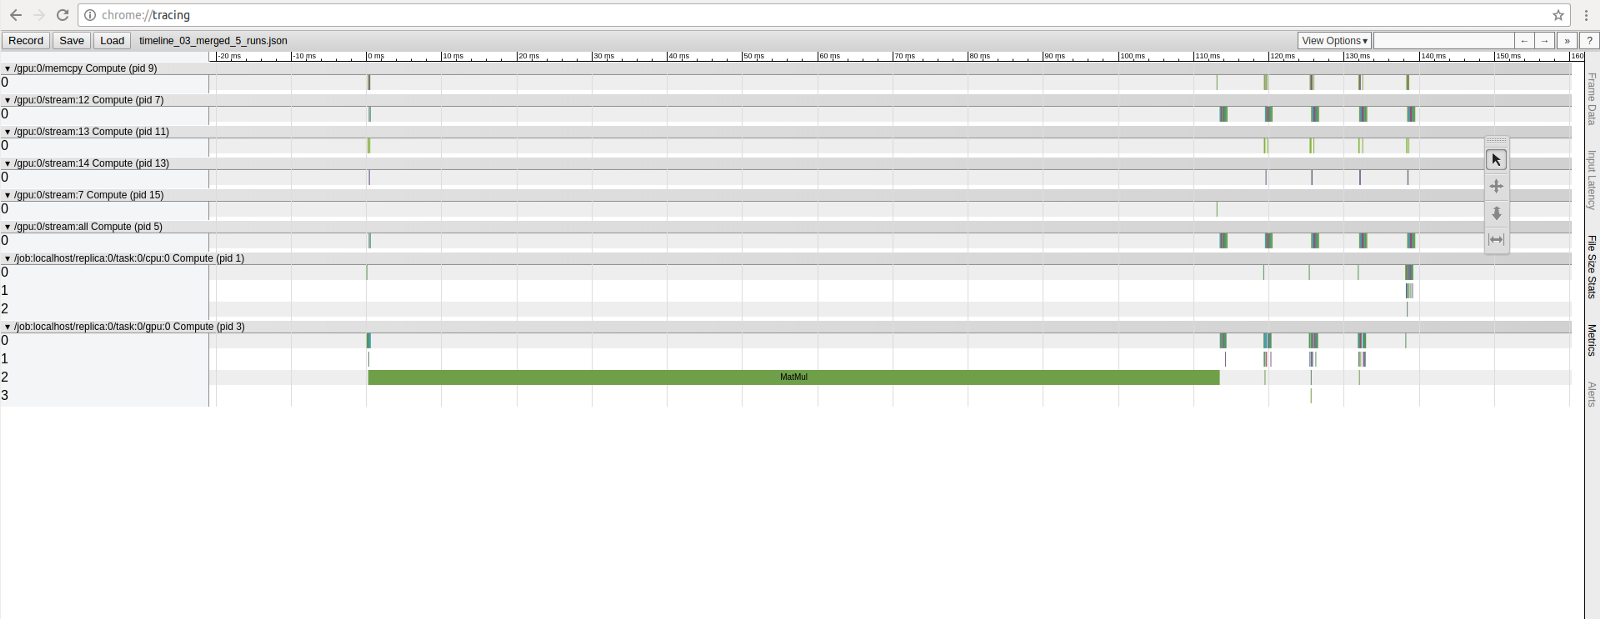 chrome://tracing
Record Save Load timeline_03_merged_5_runs.json View Options▾ ← → » ?
-20 ms -10 ms 0 ms 10 ms 20 ms 30 ms 40 ms 50 ms 60 ms 70 ms 80 ms 90 ms 100 ms 110 ms 120 ms 130 ms 140 ms 150 ms 160
▾ /gpu:0/memcpy Compute (pid 9)
0
▾ /gpu:0/stream:12 Compute (pid 7)
0
▾ /gpu:0/stream:13 Compute (pid 11)
0
▾ /gpu:0/stream:14 Compute (pid 13)
0
▾ /gpu:0/stream:7 Compute (pid 15)
0
▾ /gpu:0/stream:all Compute (pid 5)
0
▾ /job:localhost/replica:0/task:0/cpu:0 Compute (pid 1)
0
1
2
▾ /job:localhost/replica:0/task:0/gpu:0 Compute (pid 3)
0
1
2 MatMul
3
Frame Data
Input Latency
File Size Stats
Metrics
Alerts